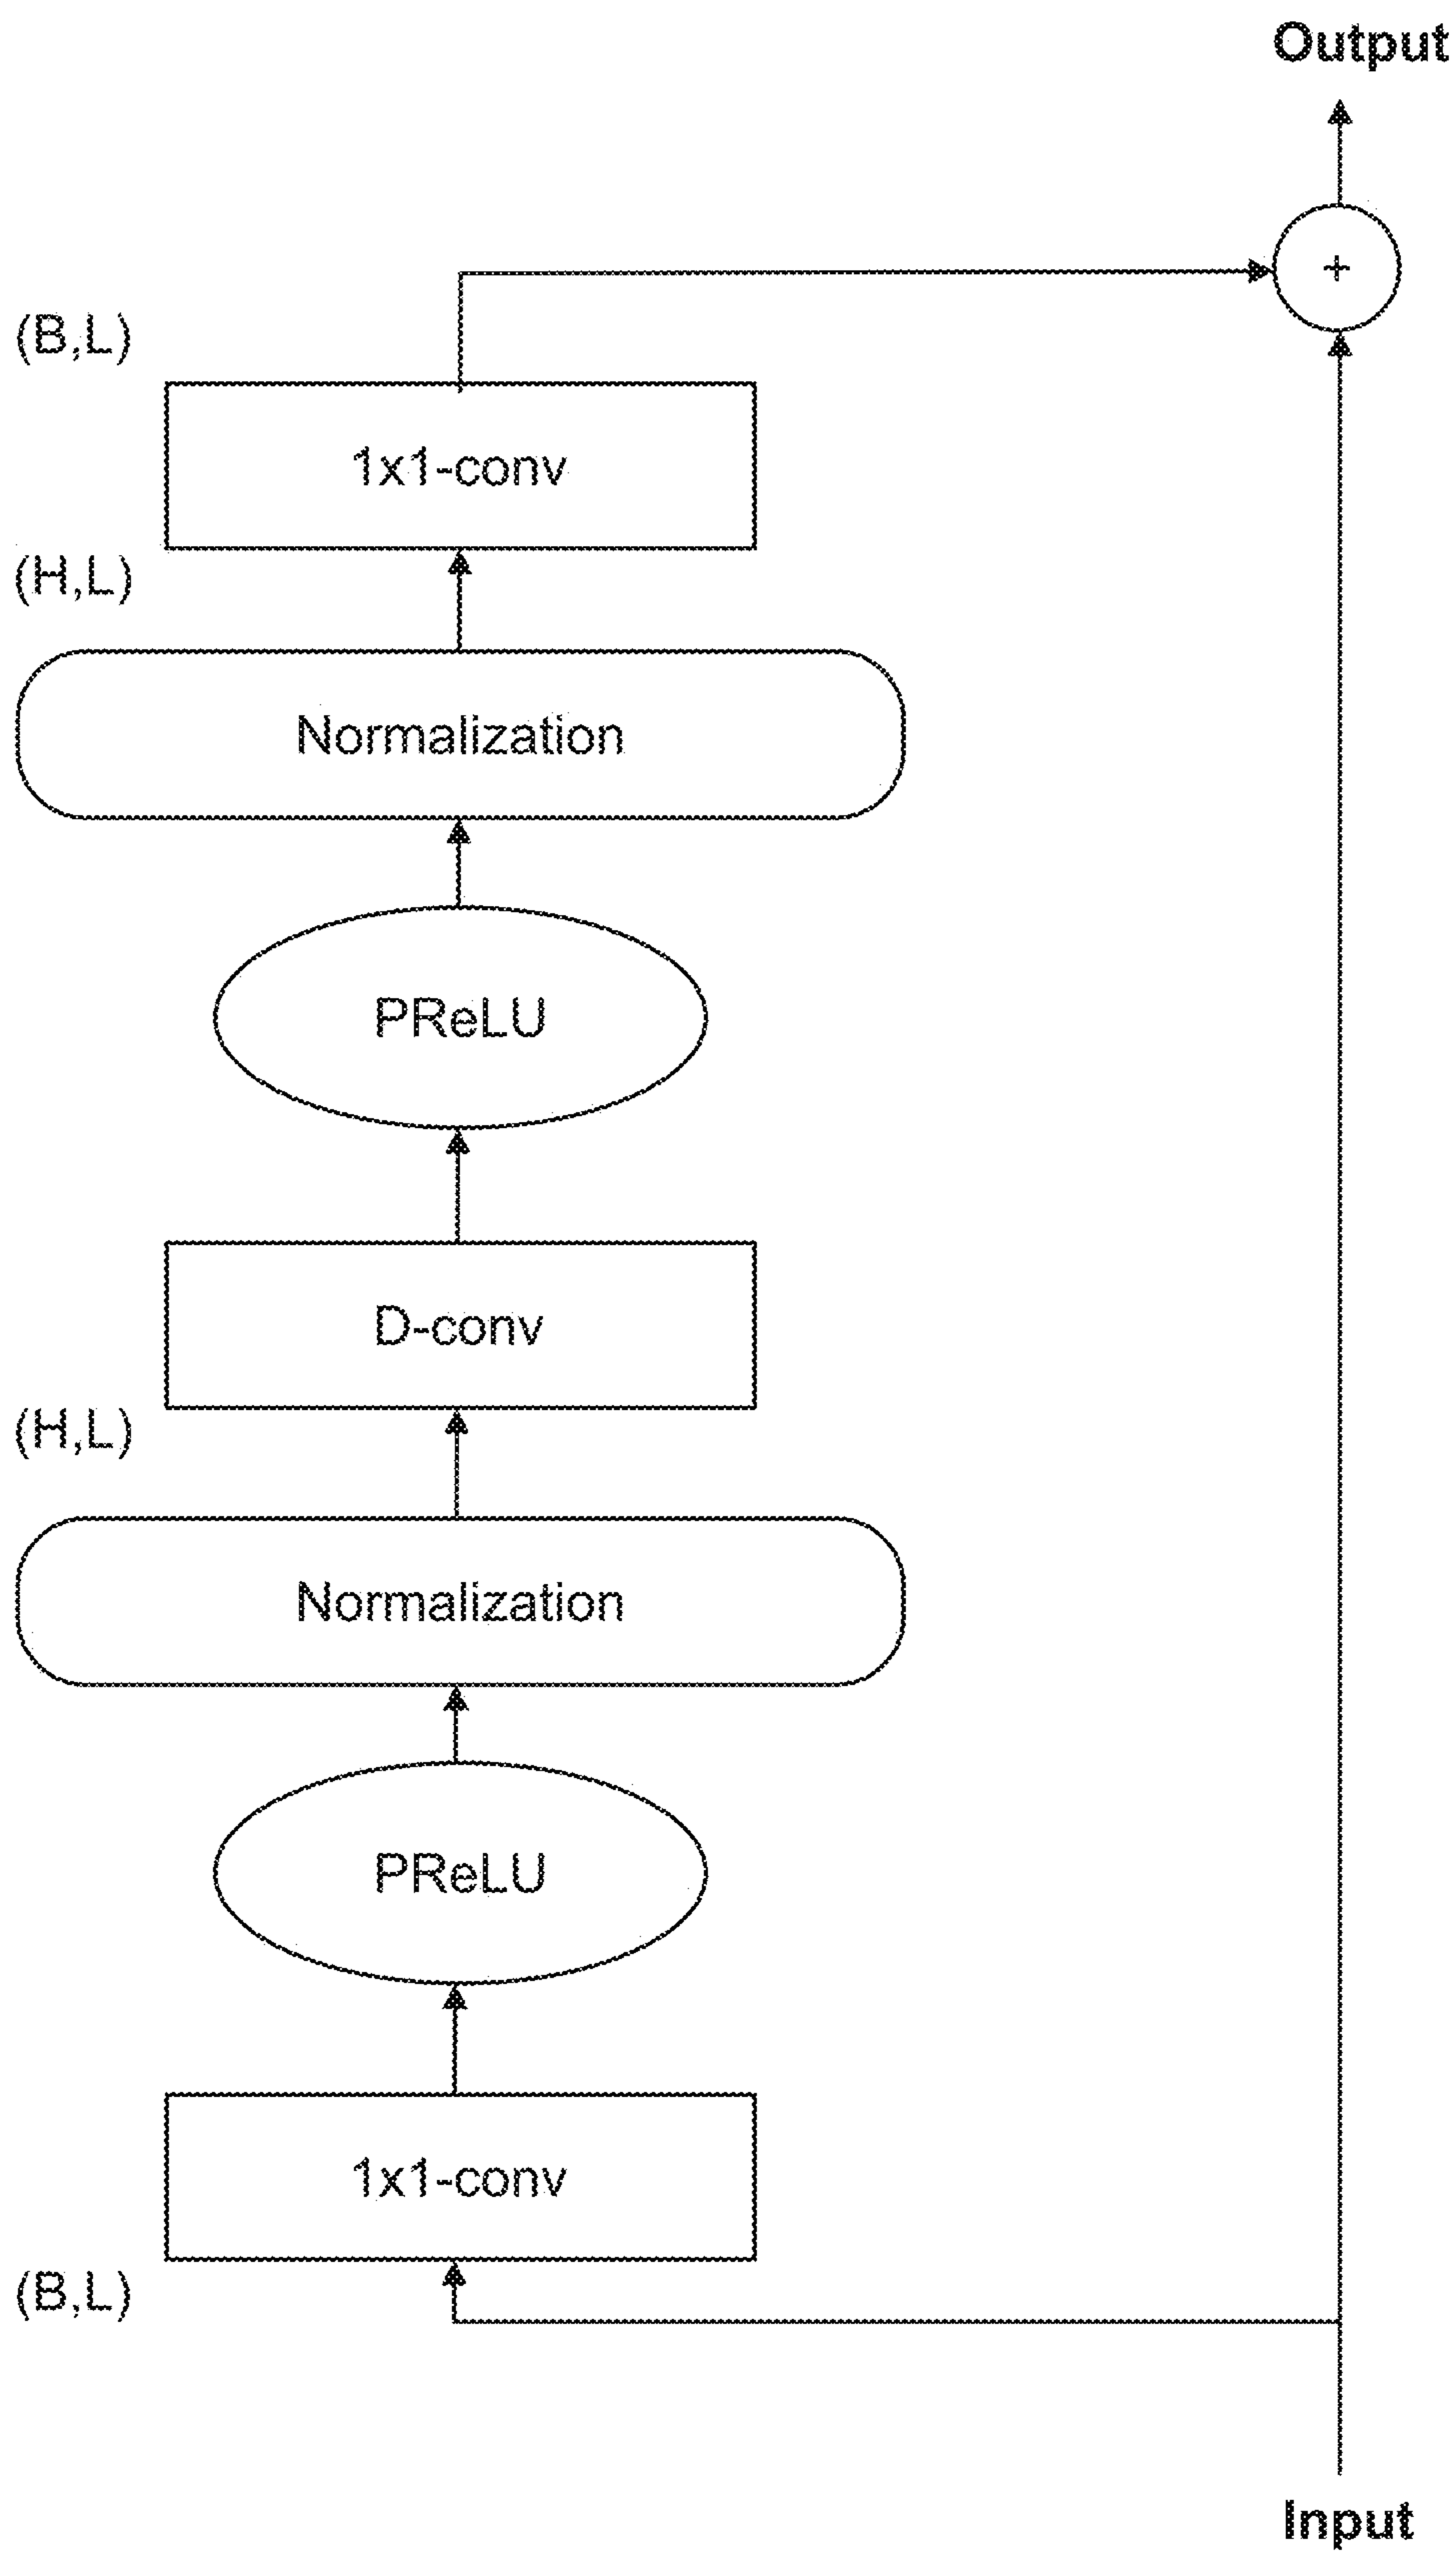 Output
+
(B,L)
1x1-conv
(H,L)
Normalization
PReLU
D-conv
(H,L)
Normalization
PReLU
1x1-conv
(B,L)
Input